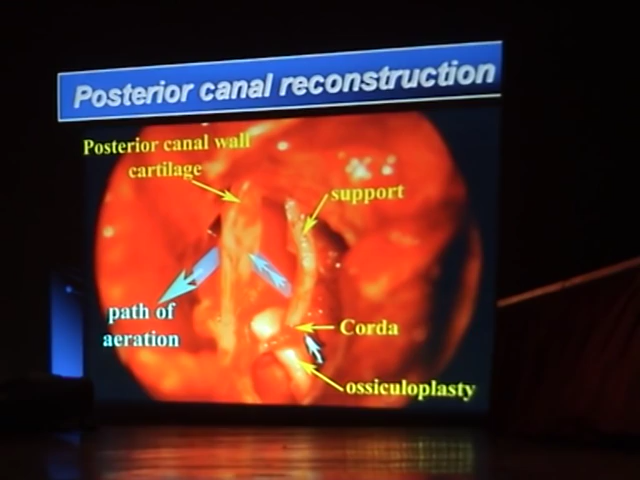 Posterior canal reconstruction
Posterior canal wall
cartilage
support
path of
aeration
Corda
ossiculoplasty